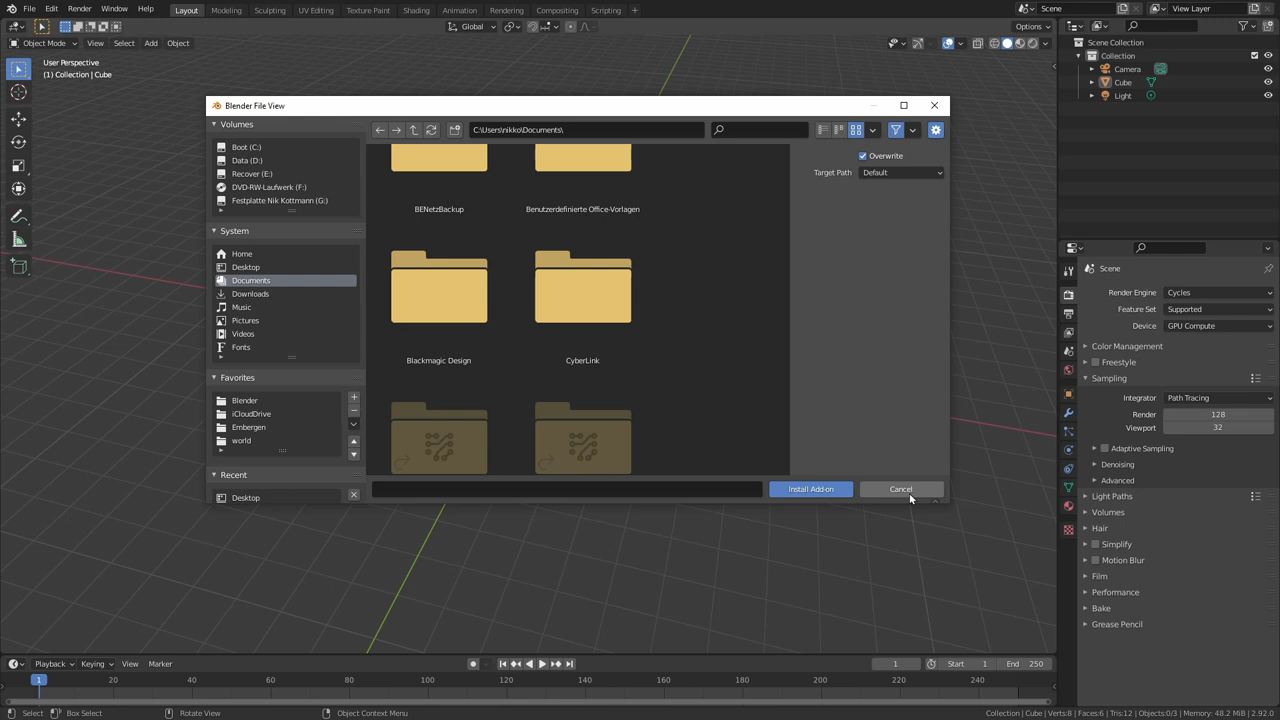 File Edit Render Window Help Layout Modeling Sculpting UV Editing Texture Paint Shading Animation Rendering Compositing Scripting + Scene View Layer
Global Options
Object Mode View Select Add Object
User Perspective
(1) Collection | Cube
Scene Collection
Collection
Camera
Cube
Light
Blender File View
Volumes
Boot (C:)
Data (D:)
Recover (E:)
DVD-RW-Laufwerk (F:)
Festplatte Nik Kottmann (G:)
System
Home
Desktop
Documents
Downloads
Music
Pictures
Videos
Fonts
Favorites
Blender
iCloudDrive
Embergen
world
Recent
Desktop
C:\Users\nikko\Documents\
BENetzBackup Benutzerdefinierte Office-Vorlagen
Blackmagic Design CyberLink
Overwrite
Target Path Default
Install Add-on Cancel
Scene
Render Engine Cycles
Feature Set Supported
Device GPU Compute
Color Management
Freestyle
Sampling
Integrator Path Tracing
Render 128
Viewport 32
Adaptive Sampling
Denoising
Advanced
Light Paths
Volumes
Hair
Simplify
Motion Blur
Film
Performance
Bake
Grease Pencil
Playback Keying View Marker 1 Start 1 End 250
1 20 40 60 80 100 120 140 160 180 200 220 240
Select Box Select Rotate View Object Context Menu Collection | Cube | Verts:8 | Faces:6 | Tris:12 | Objects:0/3 | Memory: 48.2 MiB | 2.92.0